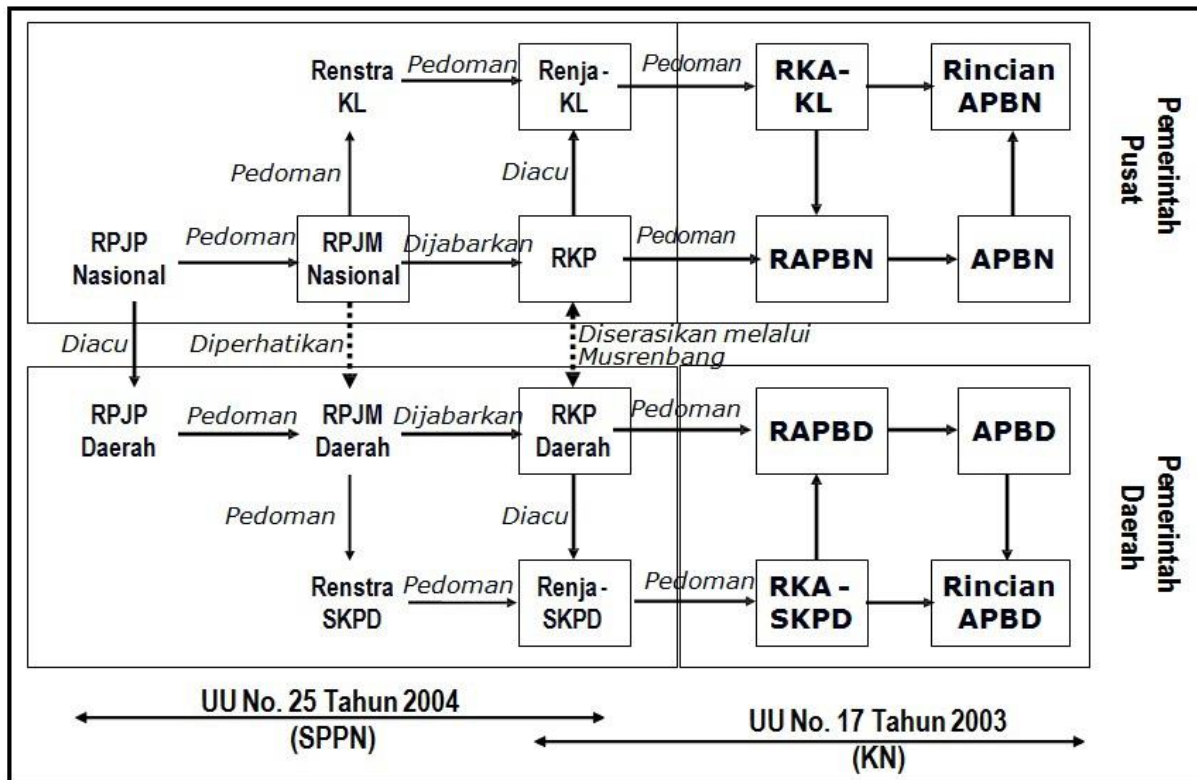 Renstra
KL
Pedoman
Renja -
KL
Pedoman
RKA-
KL
Rincian
APBN
Pemerintah
Pusat
Pedoman
Diacu
RPJP
Nasional
Pedoman
RPJM
Nasional
Dijabarkan
RKP
Pedoman
RAPBN
APBN
Diacu
Diperhatikan
Diserasikan melalui
Musrenbang
RPJP
Daerah
Pedoman
RPJM
Daerah
Dijabarkan
RKP
Daerah
Pedoman
RAPBD
APBD
Pemerintah
Daerah
Pedoman
Diacu
Renstra
SKPD
Pedoman
Renja -
SKPD
Pedoman
RKA -
SKPD
Rincian
APBD
UU No. 25 Tahun 2004
(SPPN)
UU No. 17 Tahun 2003
(KN)